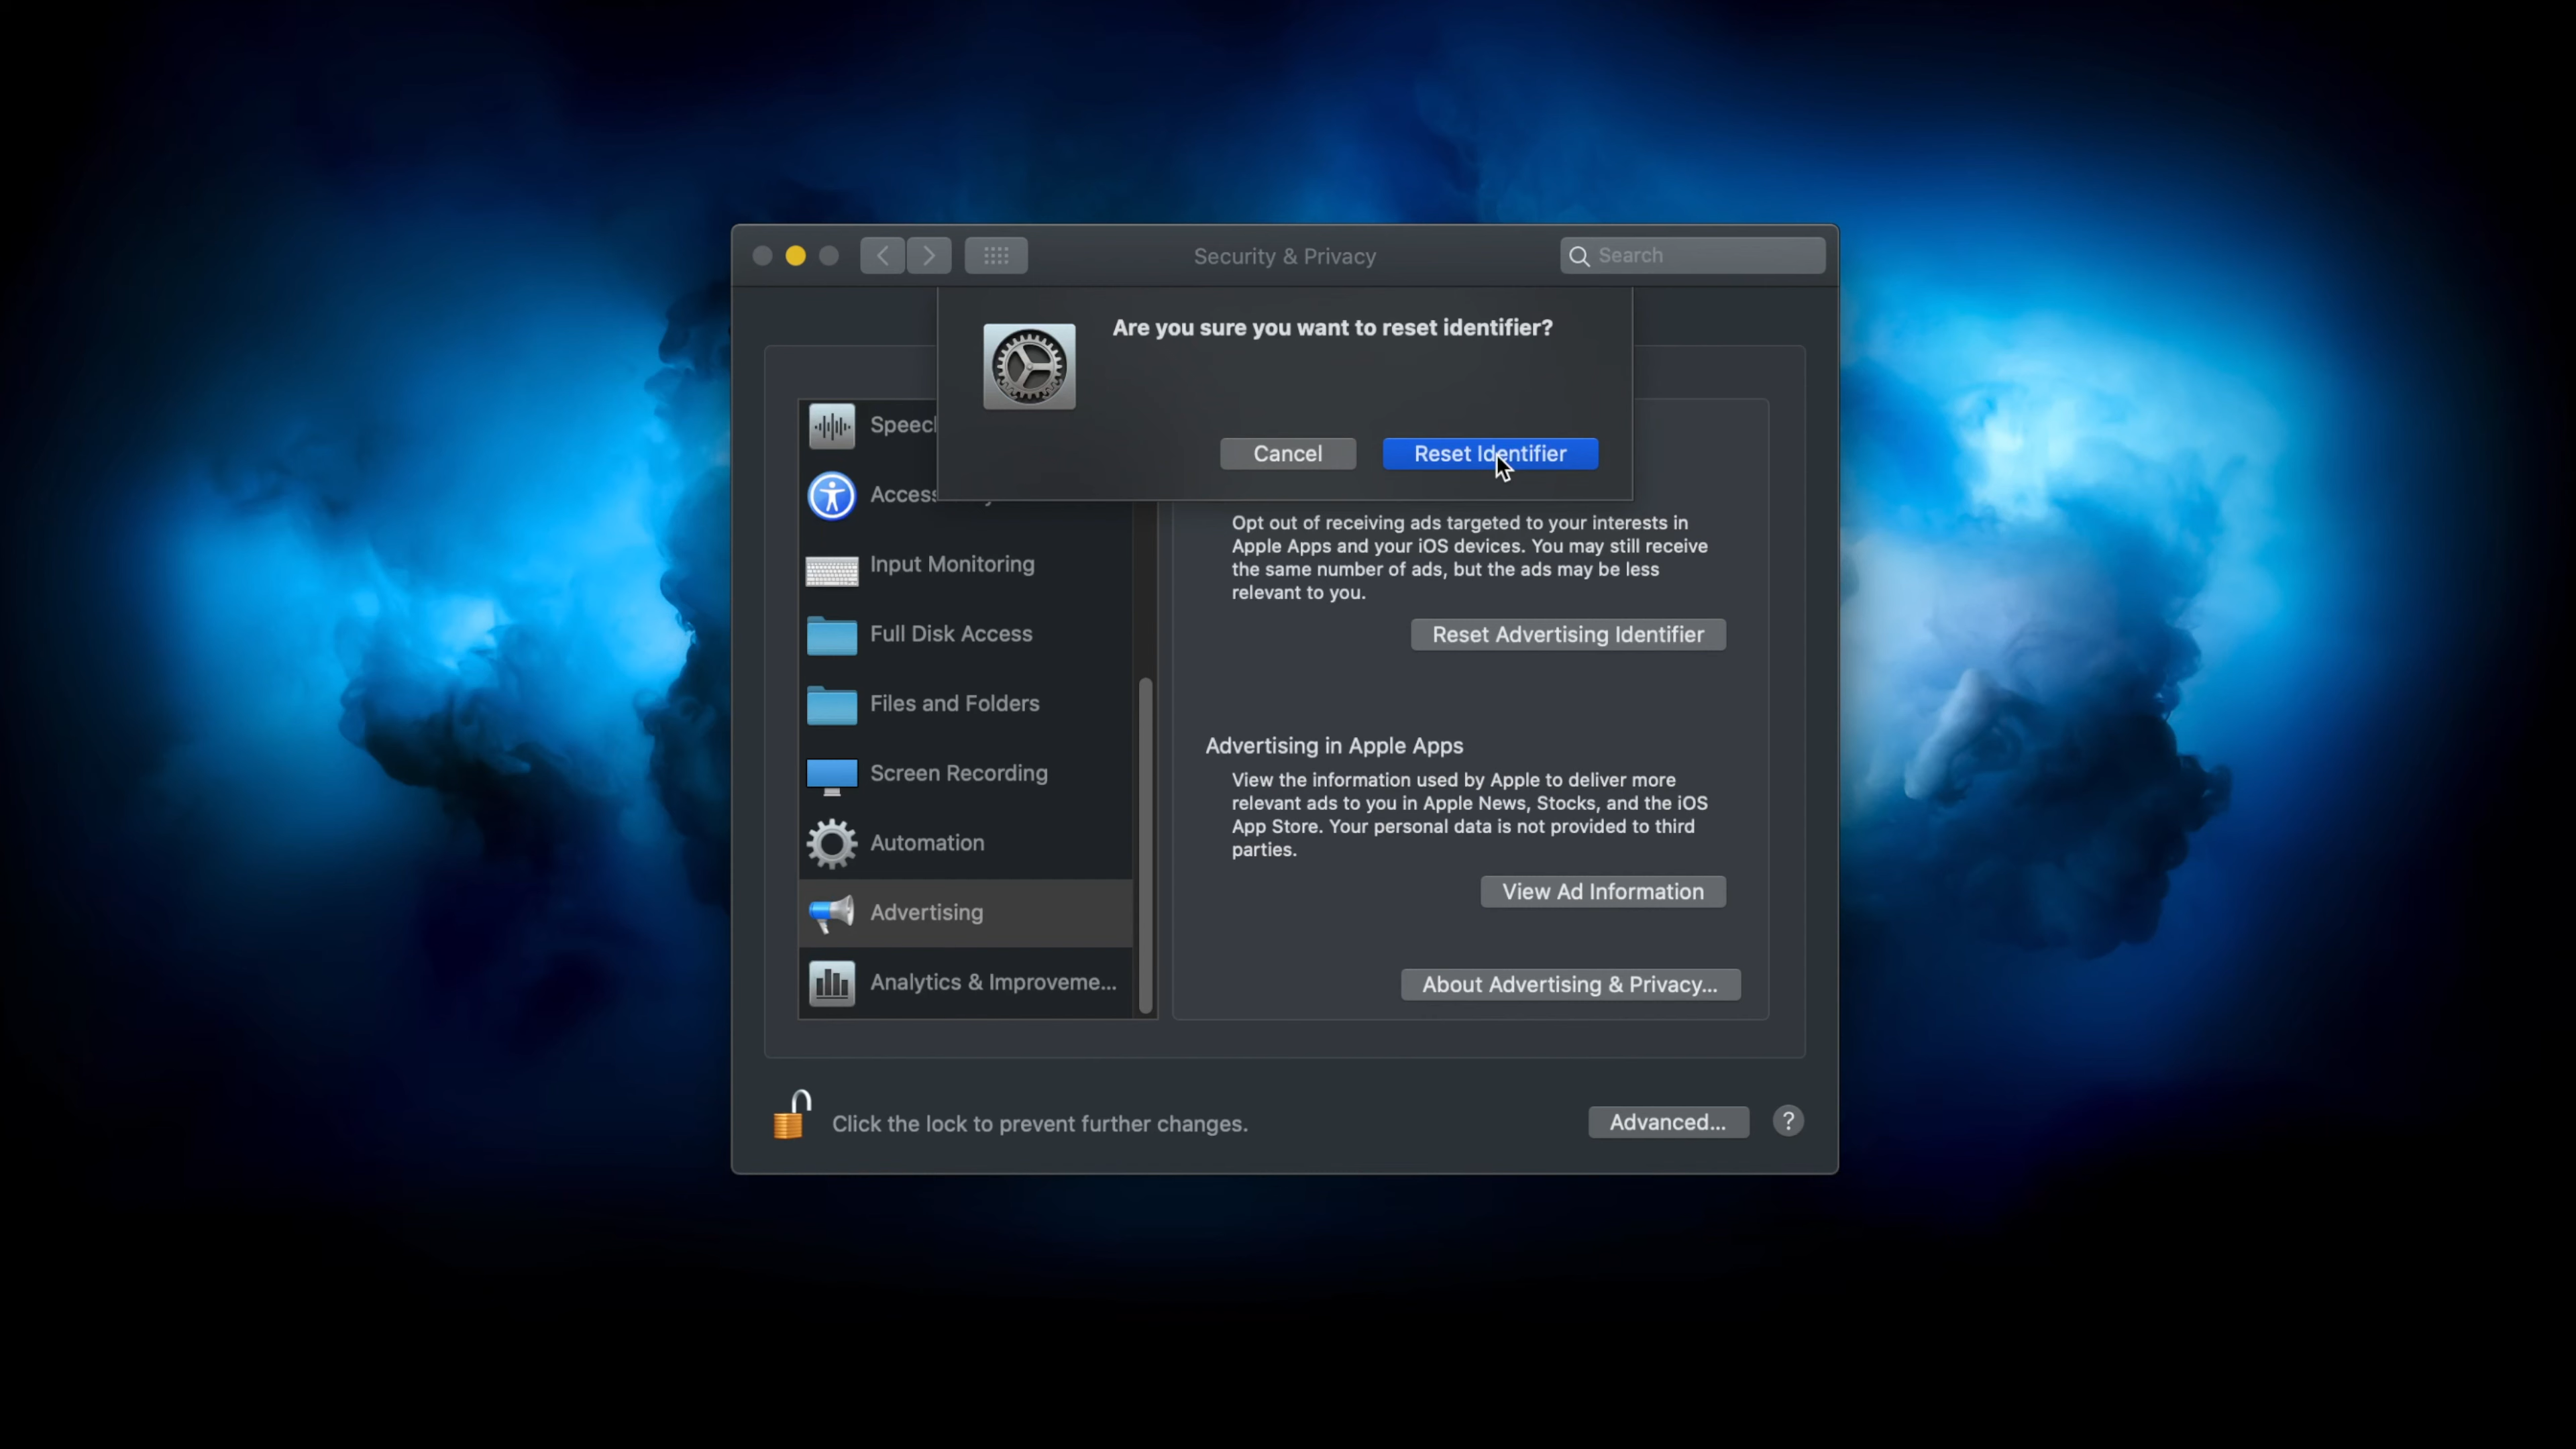 Security & Privacy
Search
Are you sure you want to reset identifier?
Cancel
Reset Identifier
Input Monitoring
Full Disk Access
Files and Folders
Screen Recording
Automation
Advertising
Analytics & Improveme...
Opt out of receiving ads targeted to your interests in
Apple Apps and your iOS devices. You may still receive
the same number of ads, but the ads may be less
relevant to you.
Reset Advertising Identifier
Advertising in Apple Apps
View the information used by Apple to deliver more
relevant ads to you in Apple News, Stocks, and the iOS
App Store. Your personal data is not provided to third
parties.
View Ad Information
About Advertising & Privacy...
Click the lock to prevent further changes.
Advanced...
?